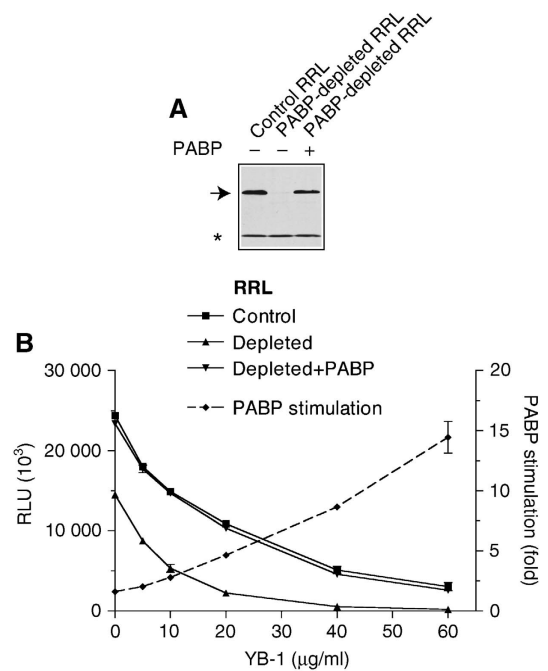 A
Control RRL
PABP-depleted RRL
PABP-depleted RRL
PABP – – +
*
B
RRL
Control
Depleted
Depleted+PABP
PABP stimulation
30 000
20 000
10 000
0
RLU (10³)
20
15
10
5
0
PABP stimulation (fold)
0 10 20 30 40 50 60
YB-1 (μg/ml)